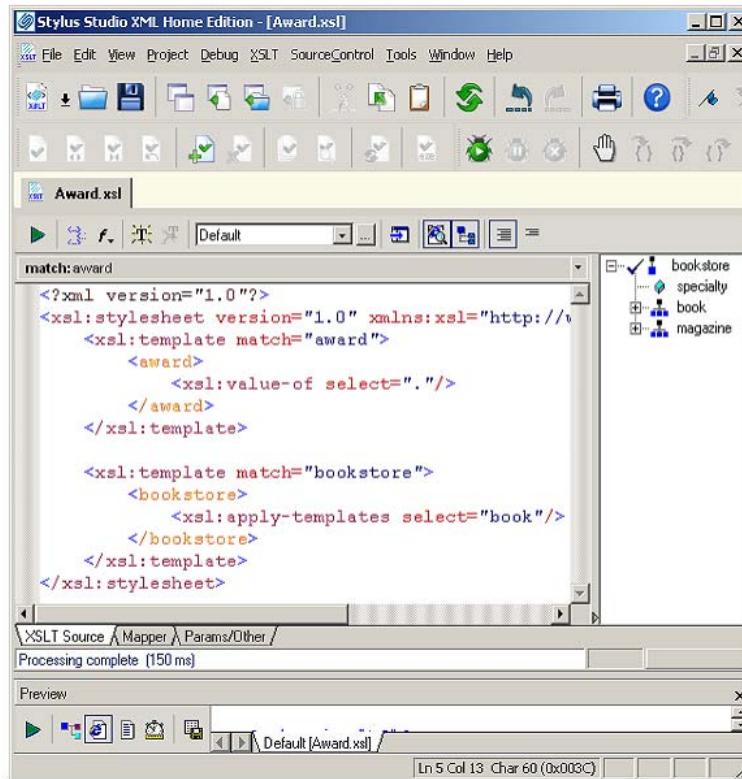 Stylus Studio XML Home Edition - [Award.xsl]
File Edit View Project Debug XSLT SourceControl Tools Window Help
Award.xsl
Default
match: award
<?xml version="1.0"?>
<xsl:stylesheet version="1.0" xmlns:xsl="http://w
<xsl:template match="award">
<award>
<xsl:value-of select="."/>
</award>
</xsl:template>
<xsl:template match="bookstore">
<bookstore>
<xsl:apply-templates select="book"/>
</bookstore>
</xsl:template>
</xsl:stylesheet>
bookstore
specialty
book
magazine
XSLT Source Mapper Params/Other
Processing complete (150 ms)
Preview
Default [Award.xsl]
Ln 5 Col 13 Char 60 (0x003C)